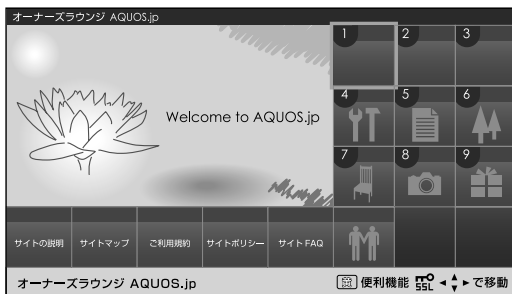 オーナーズラウンジ AQUOS.jp
Welcome to AQUOS.jp
1 2 3
4 5 6
7 8 9
サイトの説明 サイトマップ ご利用規約 サイトポリシー サイト FAQ
オーナーズラウンジ AQUOS.jp 便利機能 SSL で移動